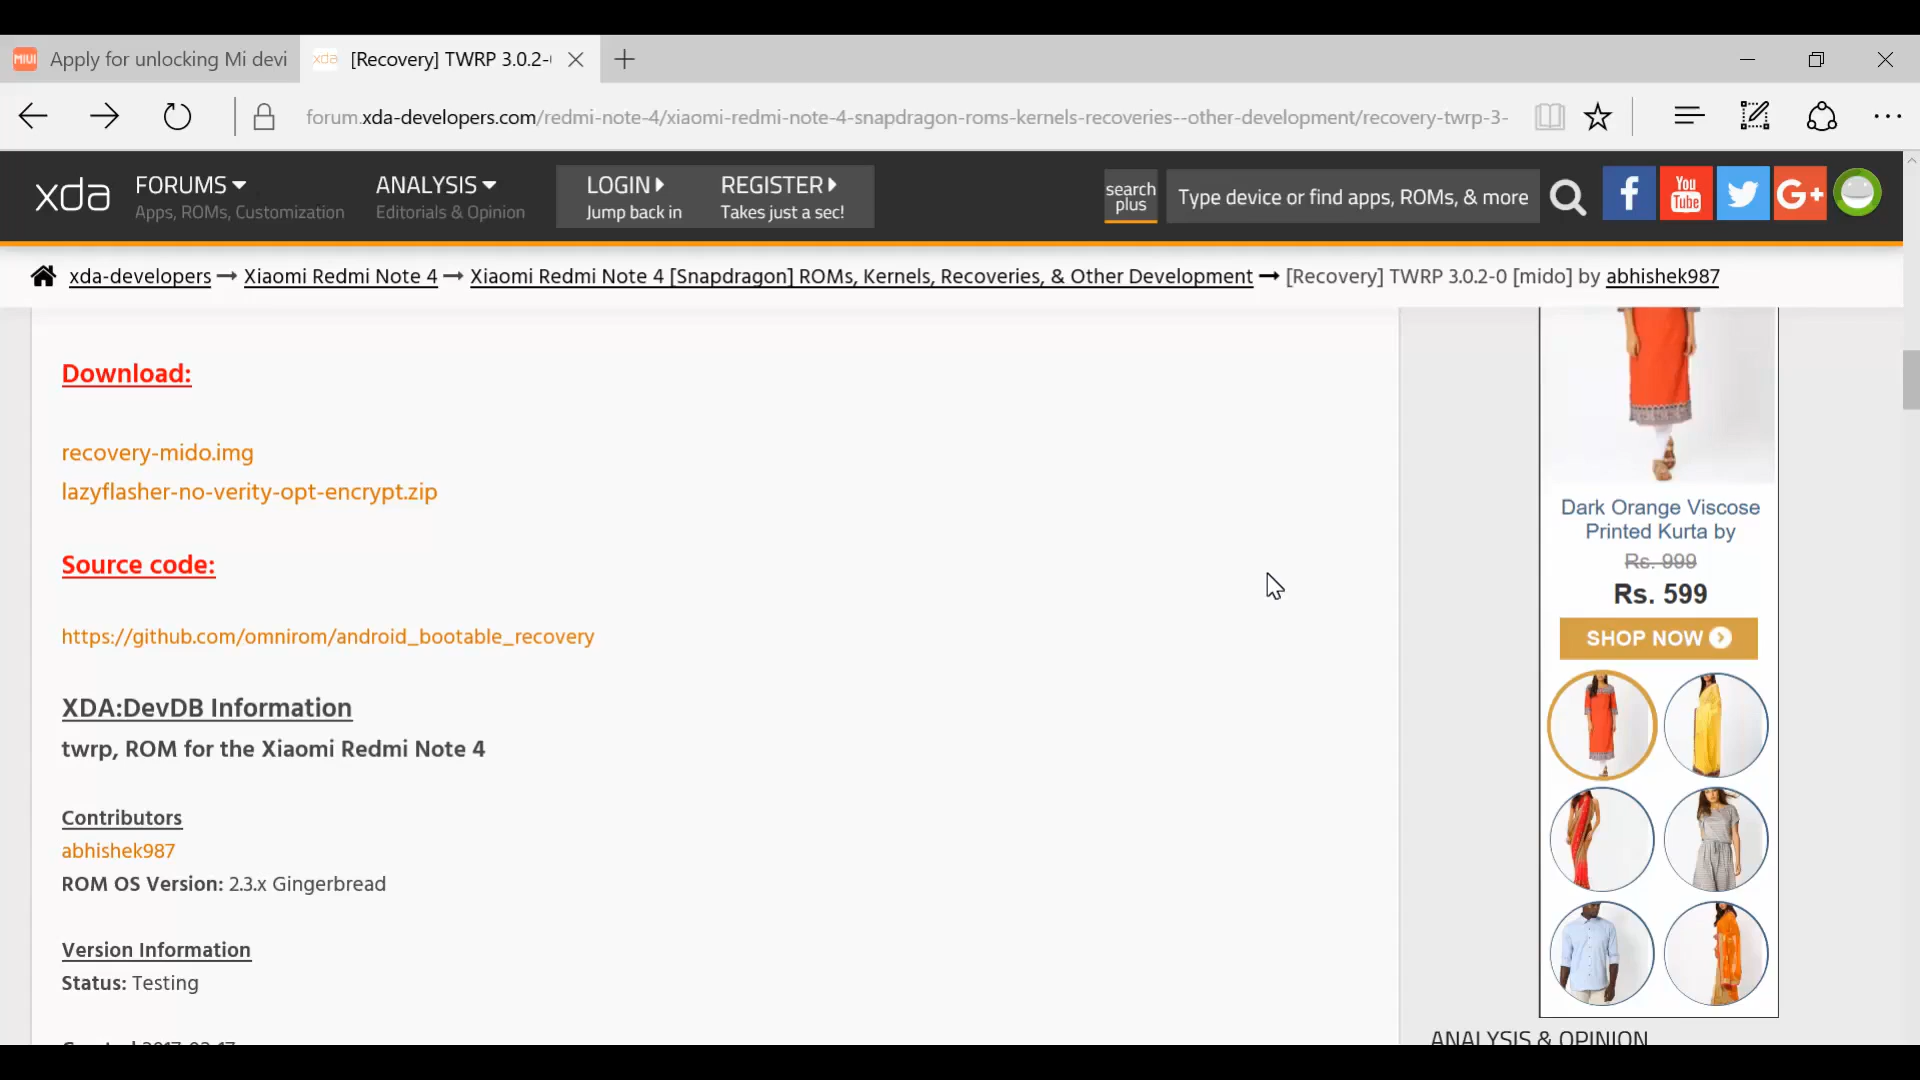 MIUI Apply for unlocking Mi devi
xda [Recovery] TWRP 3.0.2-
forum.xda-developers.com/redmi-note-4/xiaomi-redmi-note-4-snapdragon-roms-kernels-recoveries--other-development/recovery-twrp-3-
xda FORUMS ANALYSIS LOGIN REGISTER search plus Type device or find apps, ROMs, & more f You Tube G+
Apps, ROMs, Customization Editorials & Opinion Jump back in Takes just a sec!
xda-developers → Xiaomi Redmi Note 4 → Xiaomi Redmi Note 4 [Snapdragon] ROMs, Kernels, Recoveries, & Other Development → [Recovery] TWRP 3.0.2-0 [mido] by abhishek987
Download:
recovery-mido.img
lazyflasher-no-verity-opt-encrypt.zip
Source code:
https://github.com/omnirom/android_bootable_recovery
XDA:DevDB Information
twrp, ROM for the Xiaomi Redmi Note 4
Contributors
abhishek987
ROM OS Version: 2.3.x Gingerbread
Version Information
Status: Testing
Dark Orange Viscose
Printed Kurta by
Rs. 999
Rs. 599
SHOP NOW
ANALYSIS & OPINION